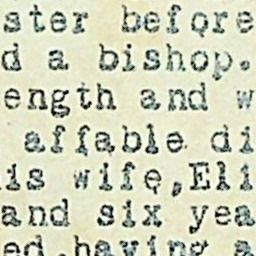 ster before
d a bishop.
ength and w
affable di
is wife, Eli
and six yea
ed, having a